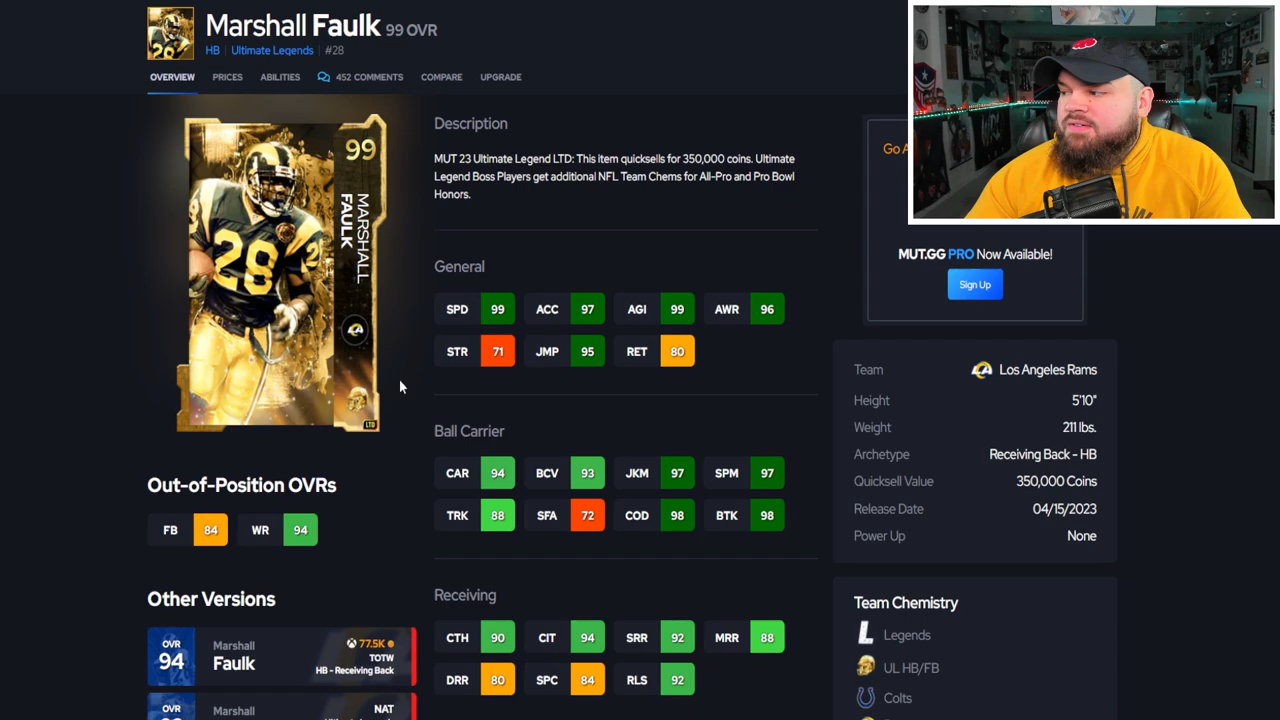 Marshall Faulk 99 OVR
HB | Ultimate Legends | #28
OVERVIEW PRICES ABILITIES 452 COMMENTS COMPARE UPGRADE
99
MARSHALL
FAULK
28
28
LTD
Description
MUT 23 Ultimate Legend LTD: This item quicksells for 350,000 coins. Ultimate
Legend Boss Players get additional NFL Team Chems for All-Pro and Pro Bowl
Honors.
General
SPD 99 ACC 97 AGI 99 AWR 96
STR 71 JMP 95 RET 80
Ball Carrier
CAR 94 BCV 93 JKM 97 SPM 97
TRK 88 SFA 72 COD 98 BTK 98
Receiving
CTH 90 CIT 94 SRR 92 MRR 88
DRR 80 SPC 84 RLS 92
Out-of-Position OVRs
FB 84 WR 94
Other Versions
OVR
94
Marshall
Faulk
77.5K
TOTW
HB - Receiving Back
OVR
Marshall
NAT
Go A
MUT.GG PRO Now Available!
Sign Up
Team Los Angeles Rams
Height 5'10"
Weight 211 lbs.
Archetype Receiving Back - HB
Quicksell Value 350,000 Coins
Release Date 04/15/2023
Power Up None
Team Chemistry
Legends
UL HB/FB
Colts